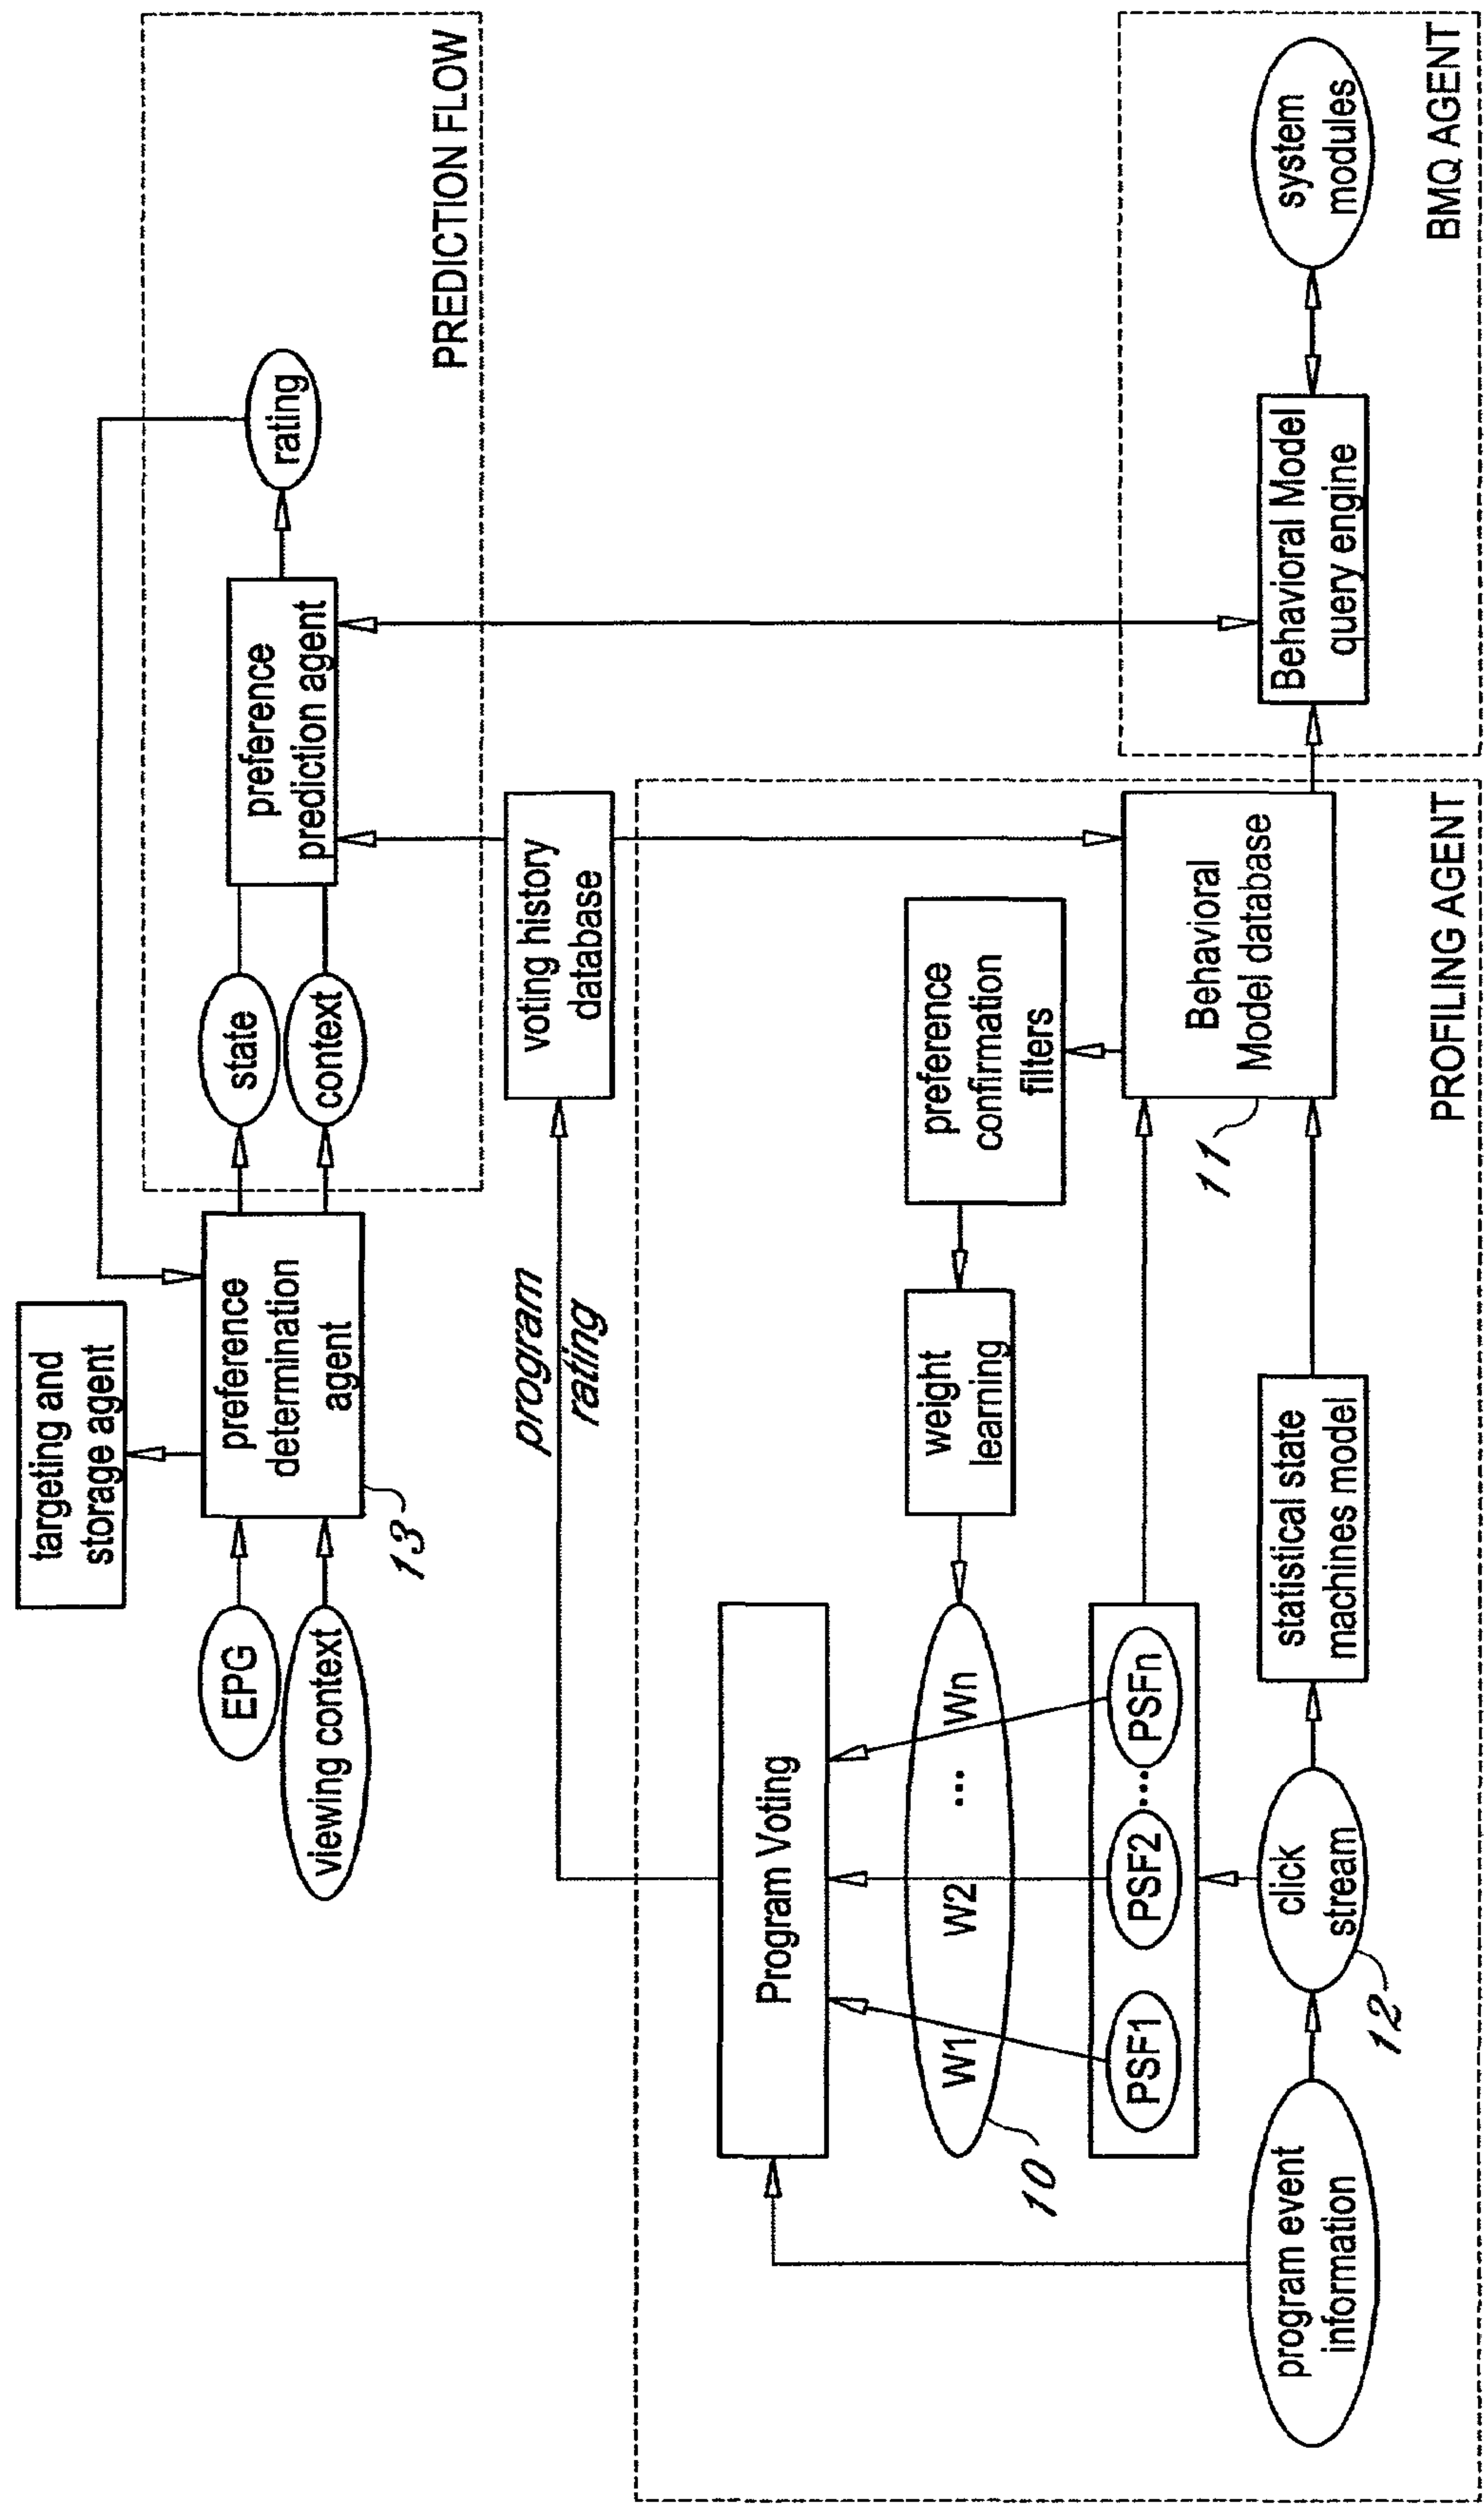 targeting and
storage agent
EPG
viewing context
preference
determination
agent
13
state
context
preference
prediction agent
rating
PREDICTION FLOW
program
rating
voting history
database
Program Voting
W1
W2
...
Wn
10
weight
learning
preference
confirmation
filters
PSF1
PSF2
...
PSFn
Behavioral
Model database
11
program event
information
click
stream
12
statistical state
machines model
PROFILING AGENT
Behavioral Model
query engine
system
modules
BMQ AGENT